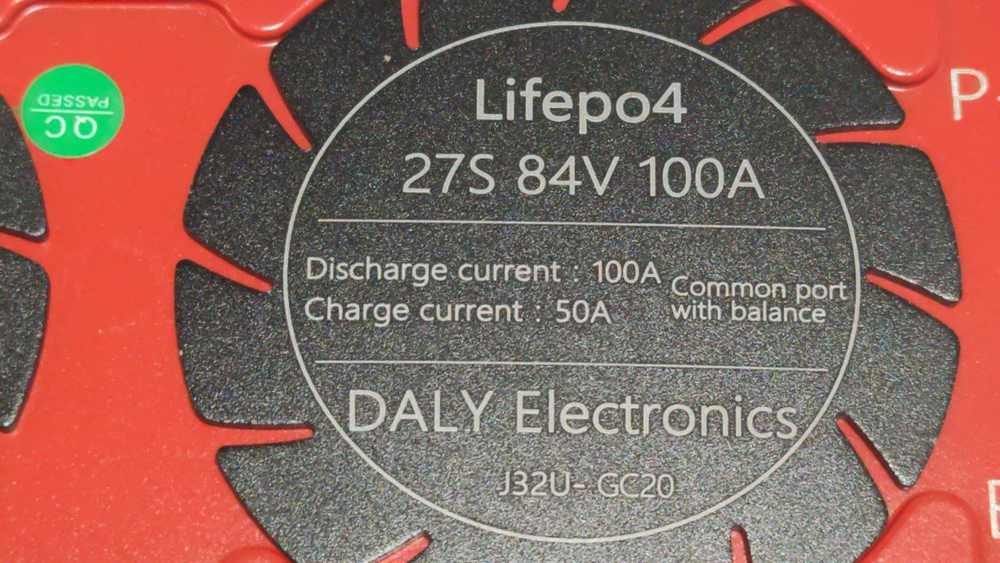 Lifepo4
27S 84V 100A
Discharge current : 100A
Charge current : 50A
Common port
with balance
DALY Electronics
J32U- GC20
QC
PASSED
P